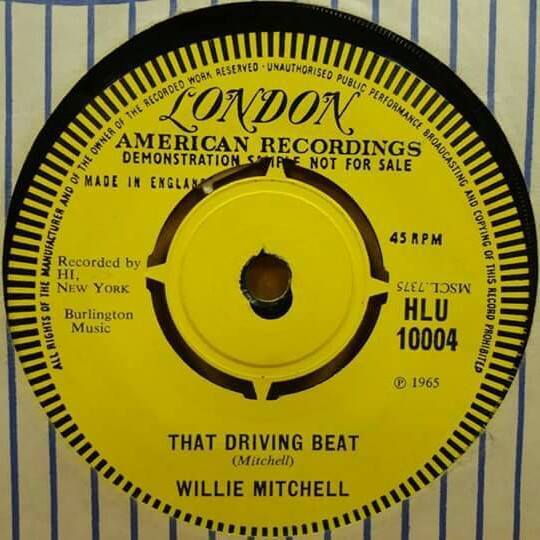 ALL RIGHTS OF THE MANUFACTURER AND OF THE OWNER OF THE RECORDED WORK RESERVED · UNAUTHORISED PUBLIC PERFORMANCE BROADCASTING AND COPYING OF THIS RECORD PROHIBITED
LONDON
AMERICAN RECORDINGS
DEMONSTRATION SAMPLE NOT FOR SALE
MADE IN ENGLAND
45 RPM
Recorded by
HI,
NEW YORK
MSCL.7375
HLU
10004
Burlington
Music
℗ 1965
THAT DRIVING BEAT
(Mitchell)
WILLIE MITCHELL